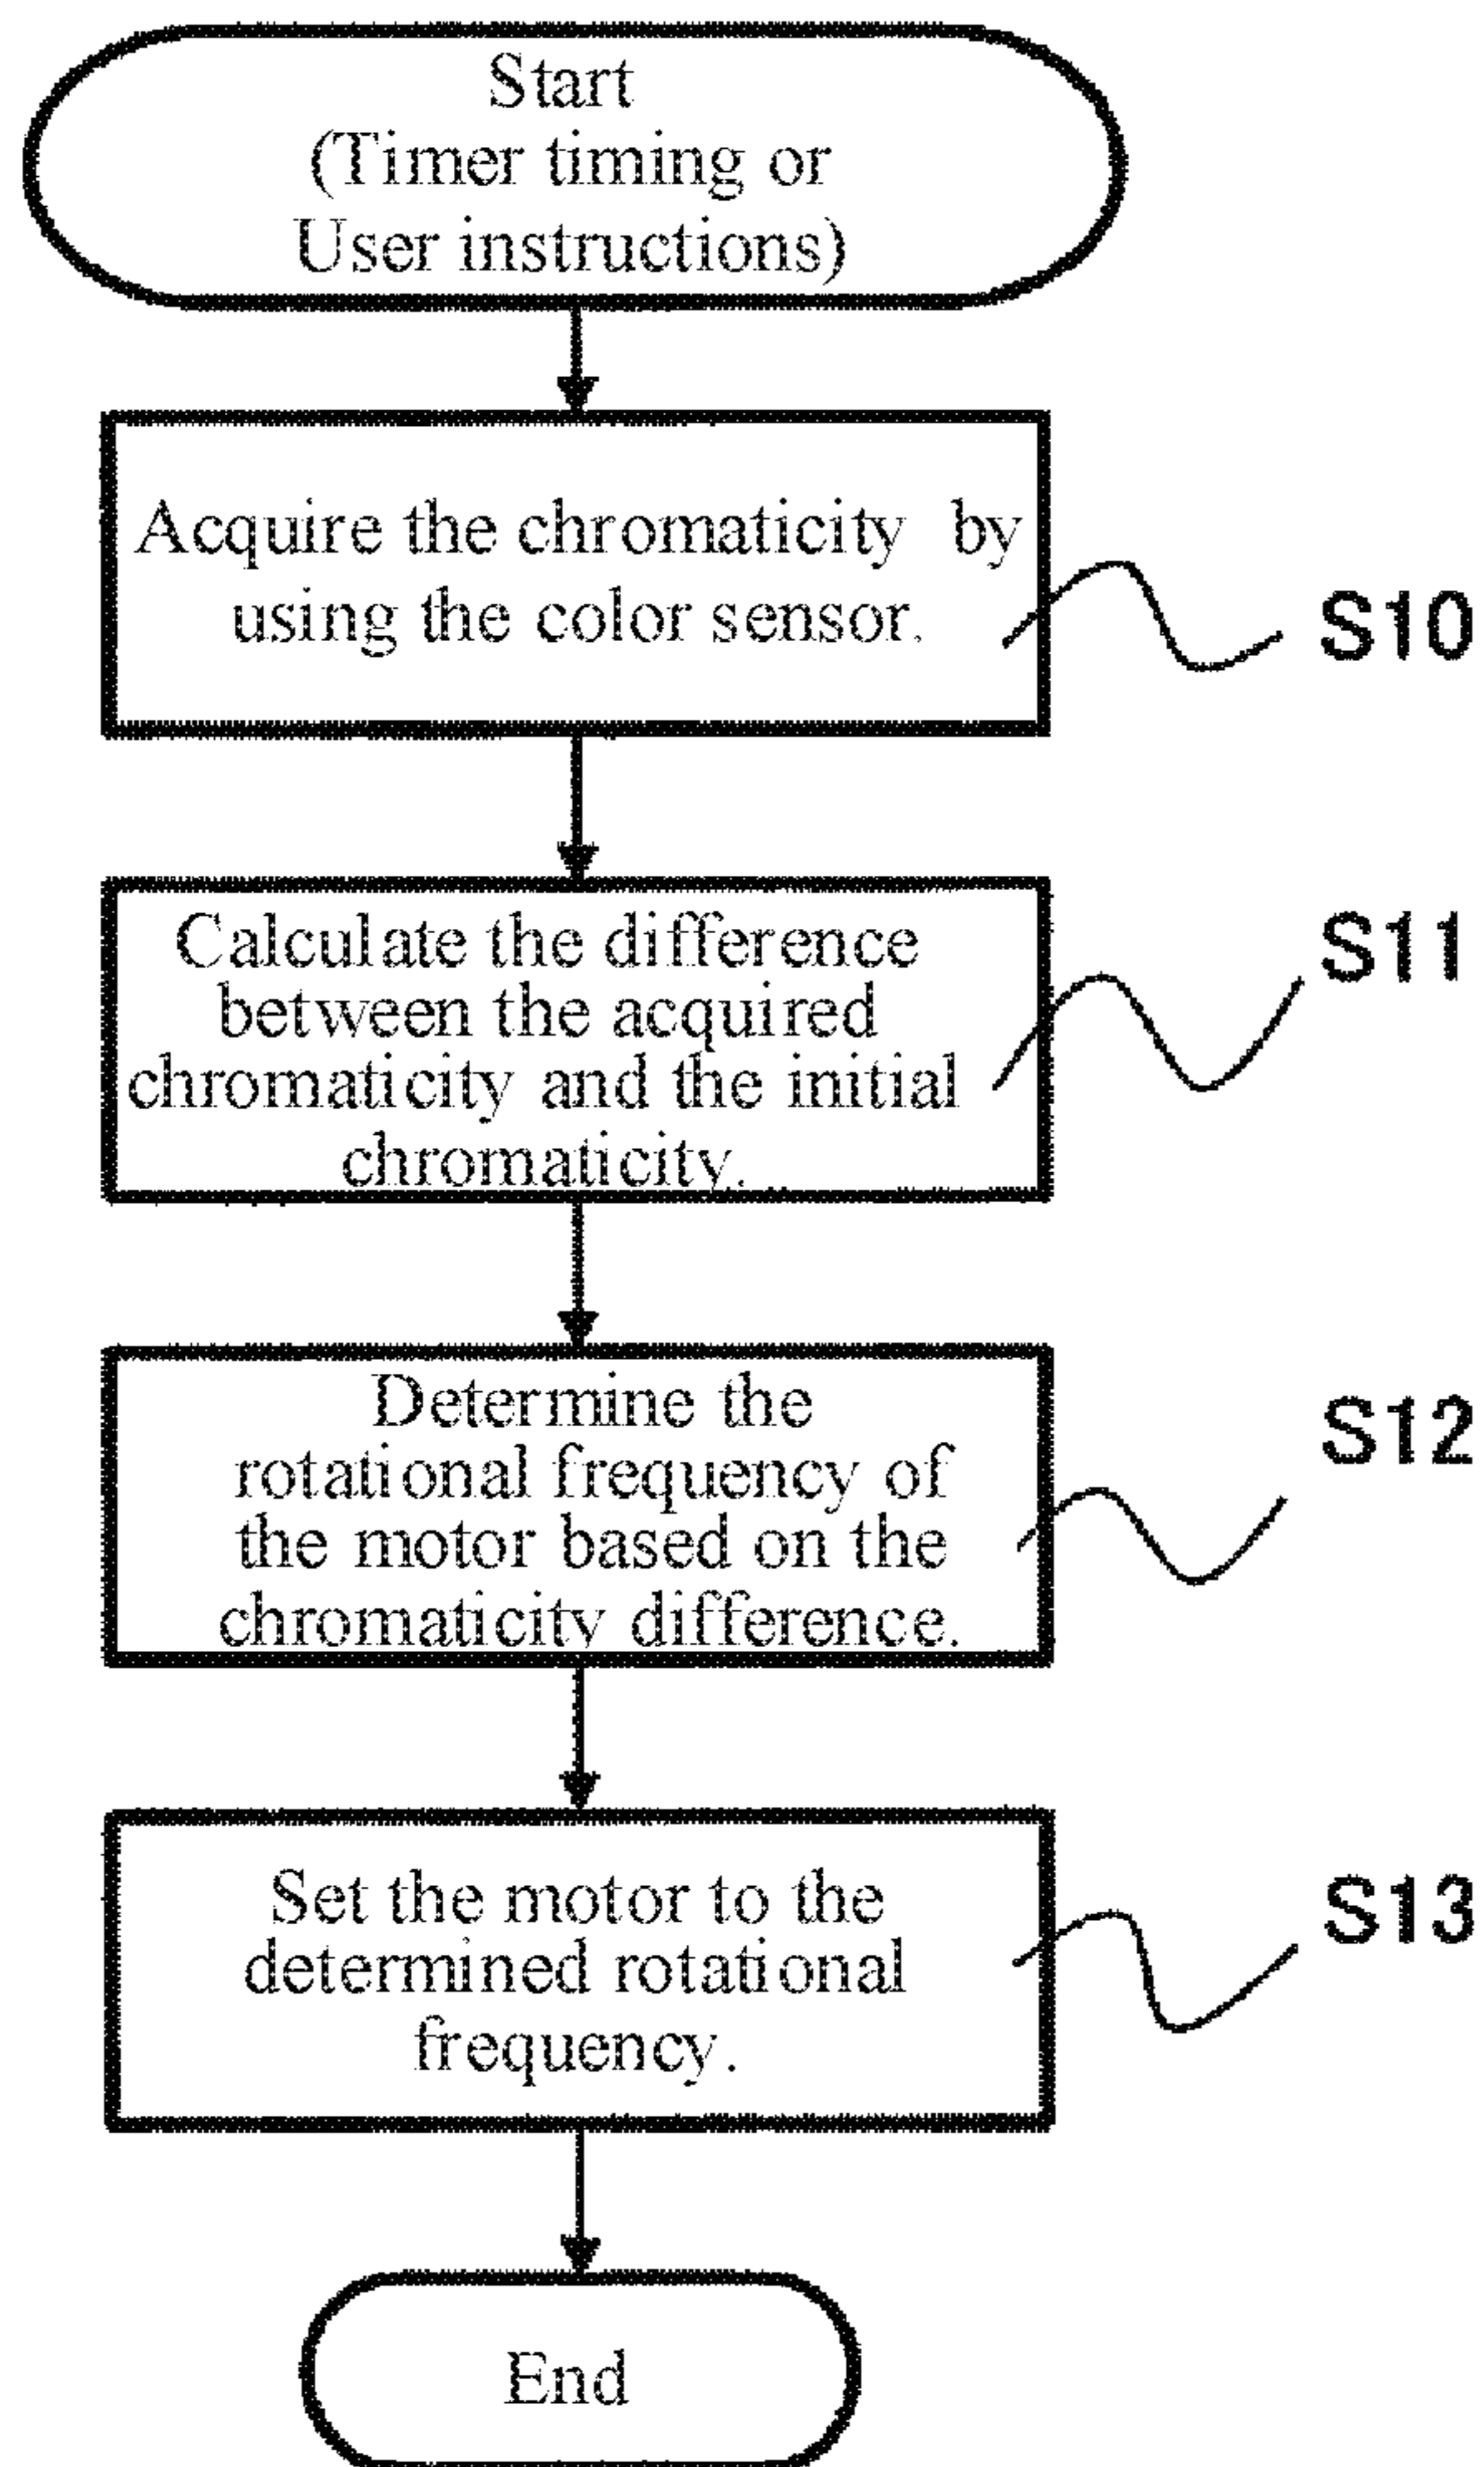 Start
(Timer timing or
User instructions)
Acquire the chromaticity by
using the color sensor.
S10
Calculate the difference
between the acquired
chromaticity and the initial
chromaticity.
S11
Determine the
rotational frequency of
the motor based on the
chromaticity difference.
S12
Set the motor to the
determined rotational
frequency.
S13
End